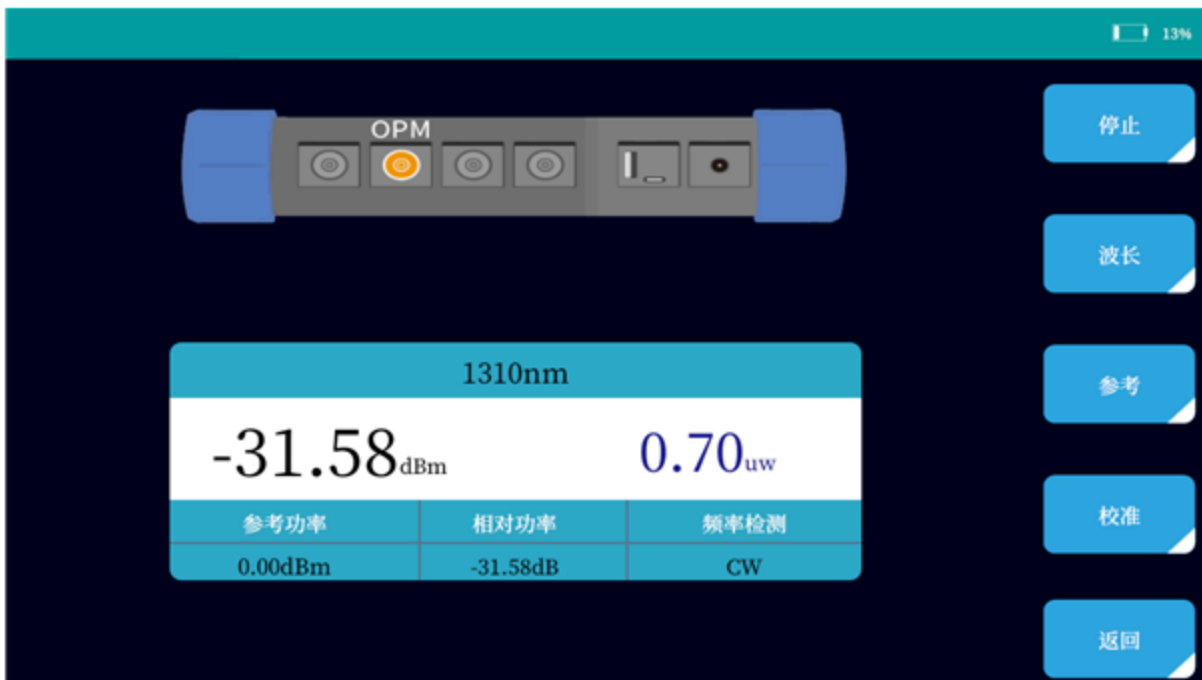 13%
OPM
停止
波长
1310nm
参考
-31.58dBm 0.70uw
参考功率 相对功率 频率检测
校准
0.00dBm -31.58dB CW
返回